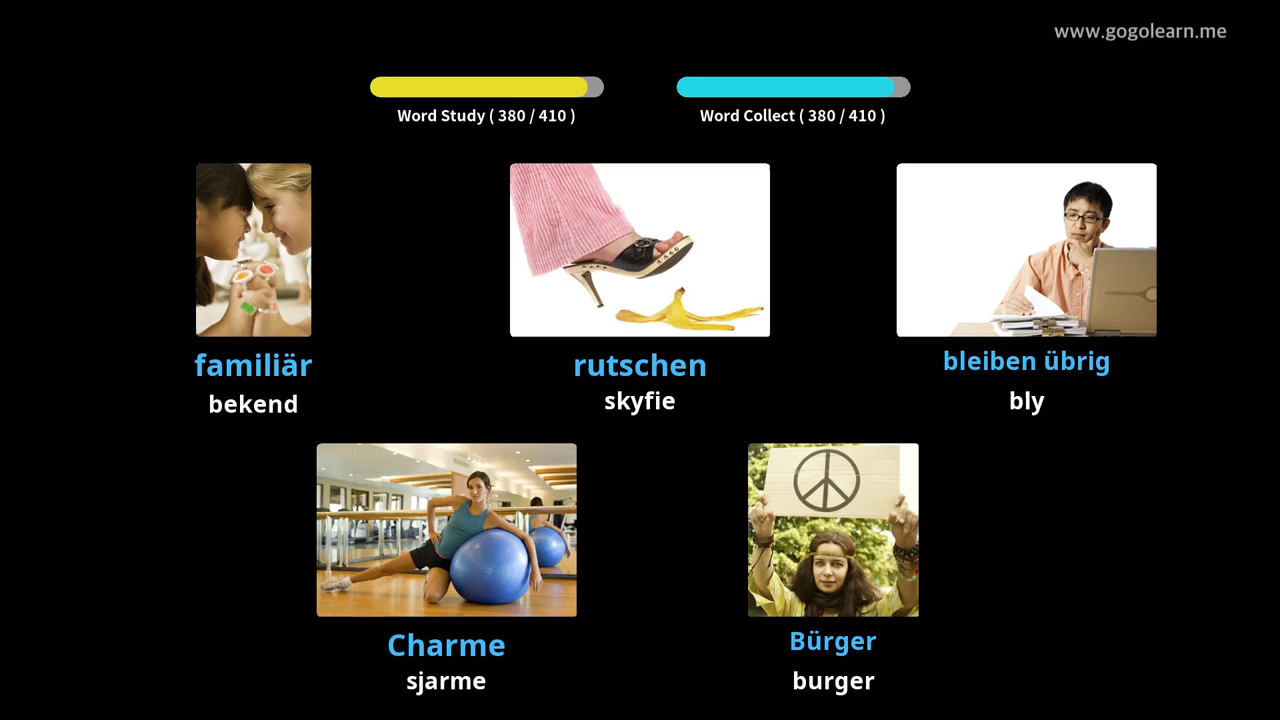 www.gogolearn.me
Word Study ( 380 / 410 )
Word Collect ( 380 / 410 )
familiär
bekend
rutschen
skyfie
bleiben übrig
bly
Charme
sjarme
Bürger
burger